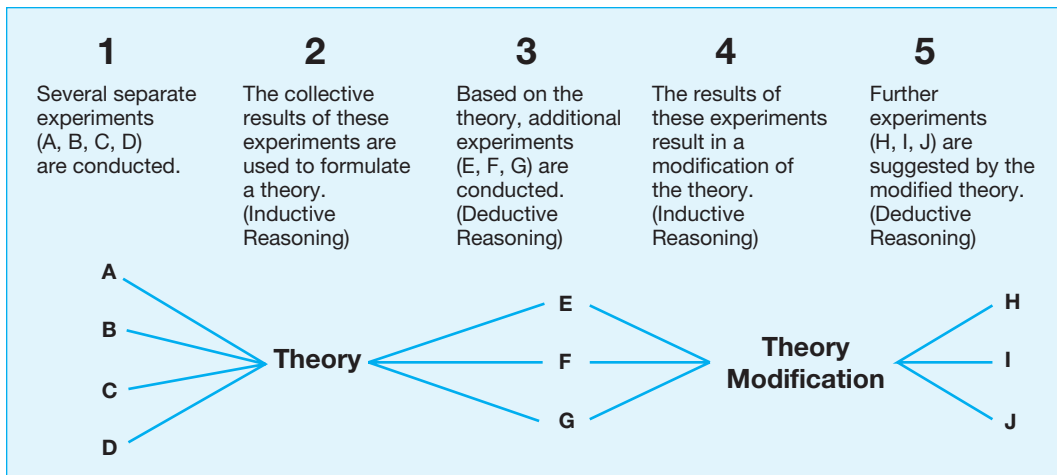 1
Several separate
experiments
(A, B, C, D)
are conducted.
2
The collective
results of these
experiments are
used to formulate
a theory.
(Inductive
Reasoning)
3
Based on the
theory, additional
experiments
(E, F, G) are
conducted.
(Deductive
Reasoning)
4
The results of
these experiments
result in a
modification of
the theory.
(Inductive
Reasoning)
5
Further
experiments
(H, I, J) are
suggested by the
modified theory.
(Deductive
Reasoning)
A
B
C
D
Theory
E
F
G
Theory
Modification
H
I
J